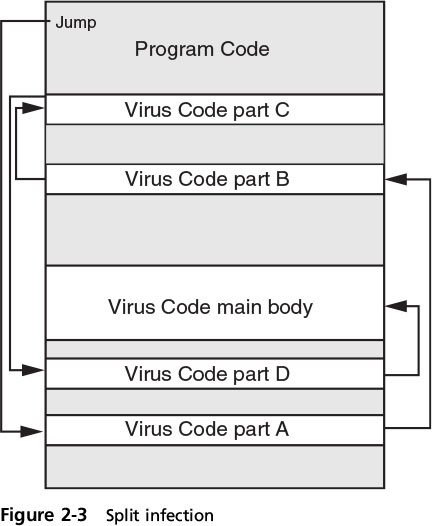 Jump
Program Code
Virus Code part C
Virus Code part B
Virus Code main body
Virus Code part D
Virus Code part A
Figure 2-3 Split infection